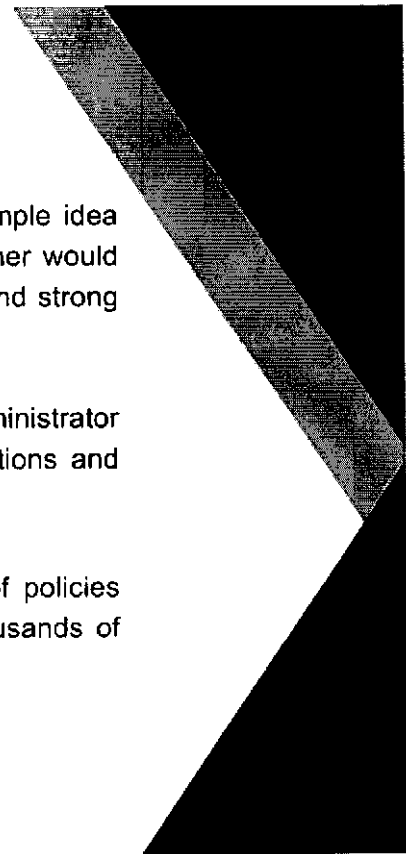 mple idea
her would
nd strong
ministrator
tions and
f policies
usands of